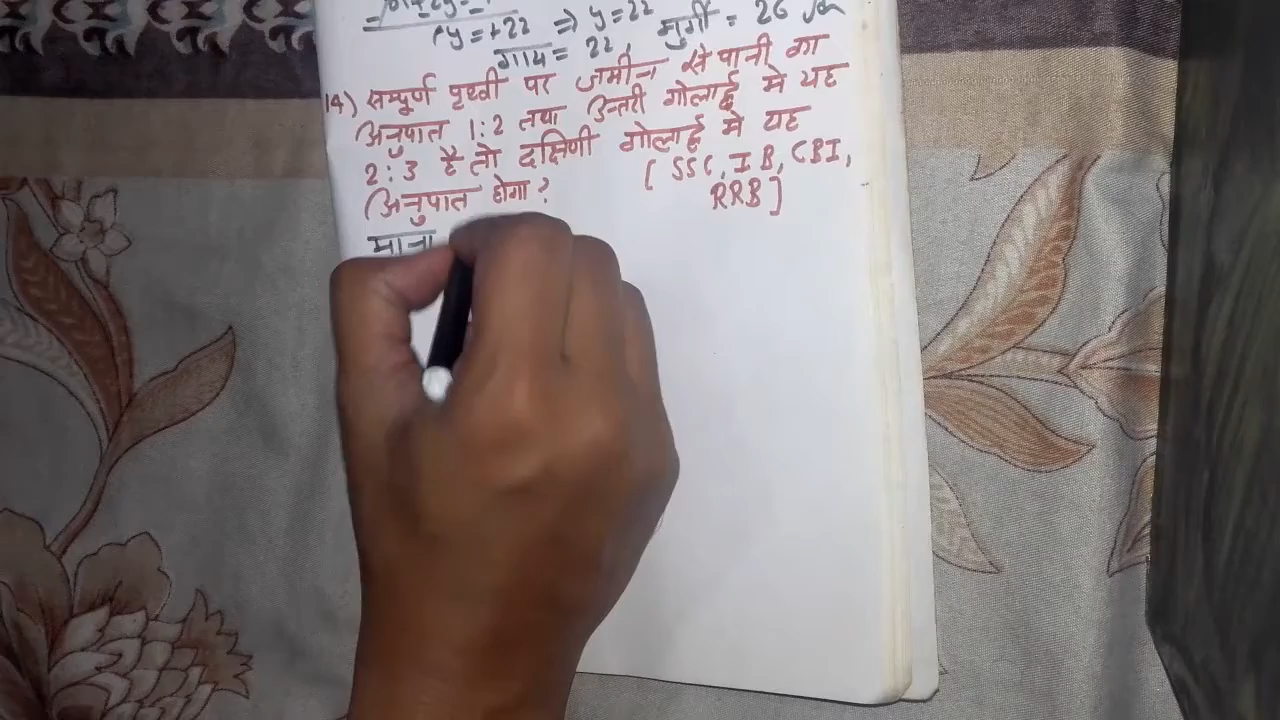 ry = +22 ⇒ y = 22
गाय = 22, मुर्गी = 26
14) सम्पूर्ण पृथ्वी पर जमीन से पानी का
अनुपात 1:2 तथा उत्तरी गोलार्द्ध मे यह
2:3 है तो दक्षिणी गोलार्द्ध मे यह
अनुपात होगा? [SSC, IB, CBI,
RRB]
माना